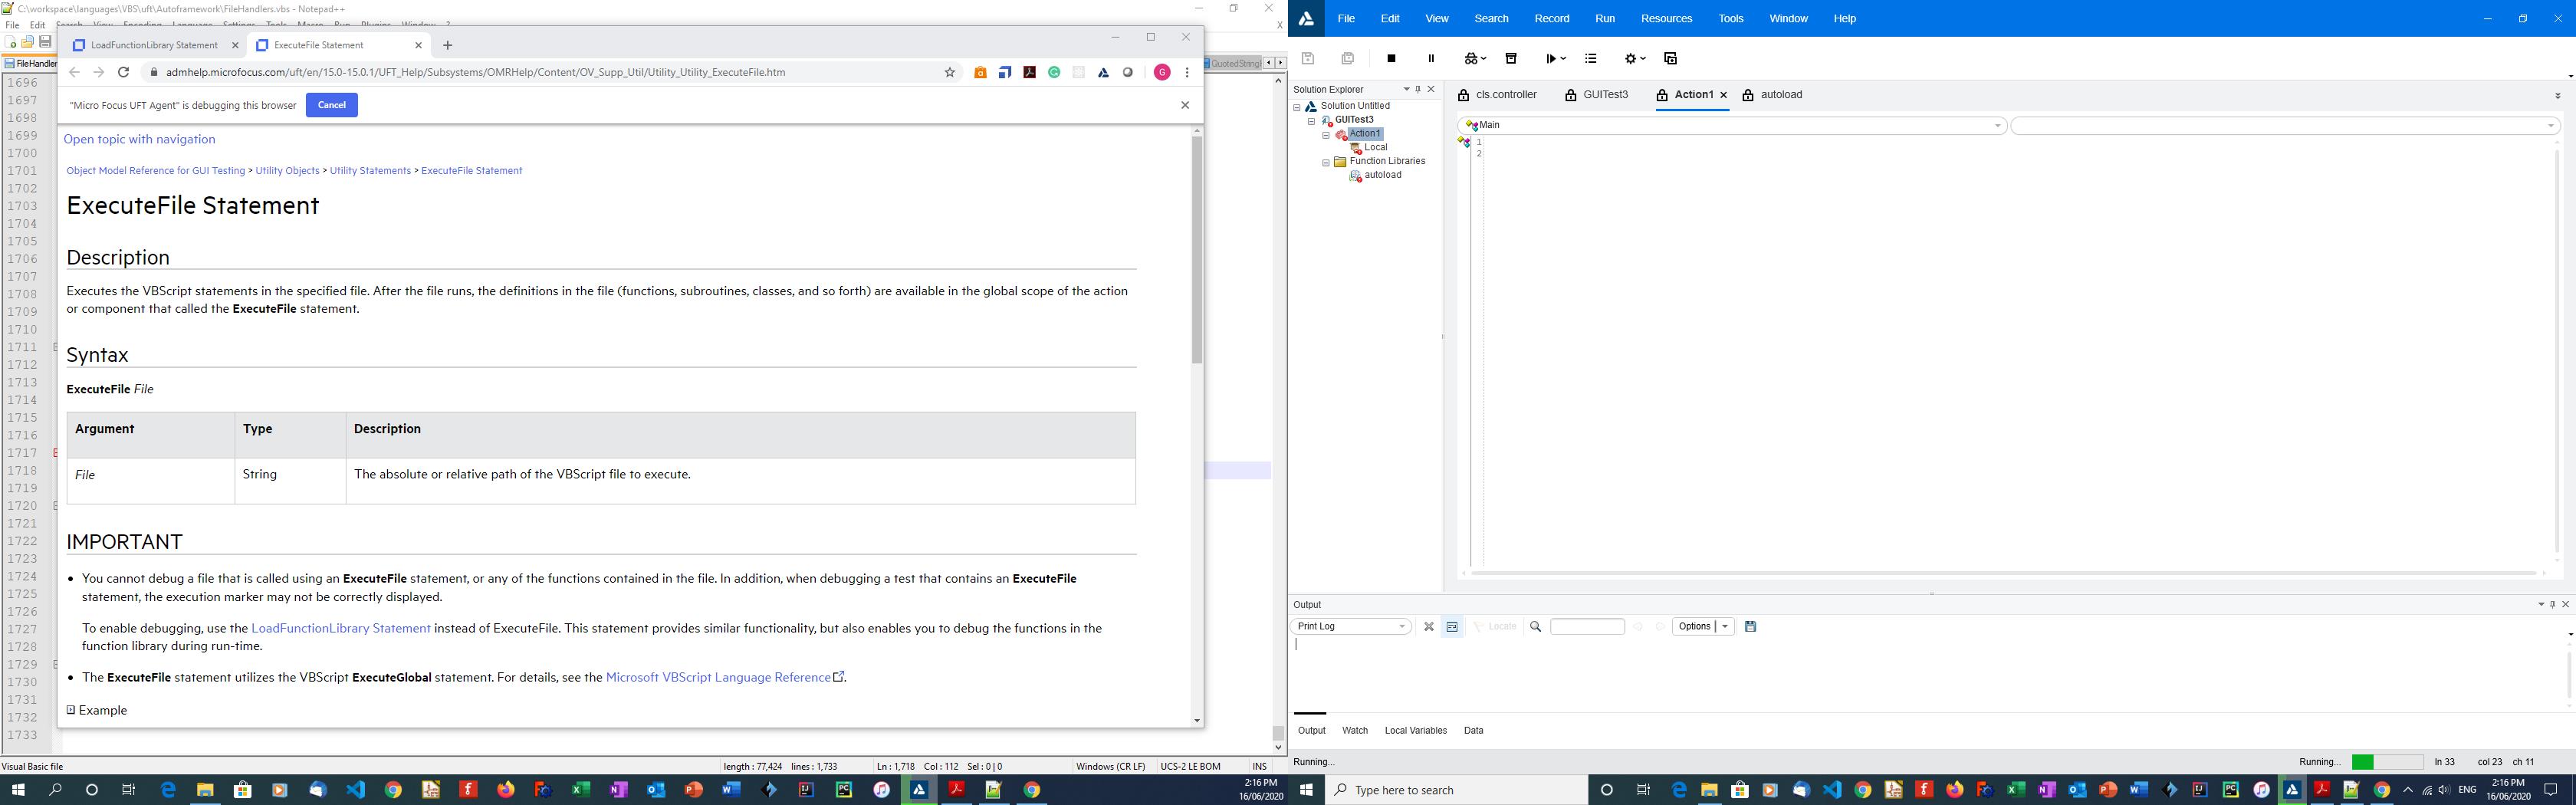 C:\workspace\languages\VBS\uft\Autoframework\FileHandlers.vbs - Notepad++
File Edit Search View Encoding Language Settings Tools Macro Run Plugins Window ?
X
FileHandler
QuotedStringH
LoadFunctionLibrary Statement
ExecuteFile Statement
admhelp.microfocus.com/uft/en/15.0-15.0.1/UFT_Help/Subsystems/OMRHelp/Content/OV_Supp_Util/Utility_Utility_ExecuteFile.htm
G
"Micro Focus UFT Agent" is debugging this browser
Cancel
1696
1697
1698
1699
1700
1701
1702
1703
1704
1705
1706
1707
1708
1709
1710
1711
1712
1713
1714
1715
1716
1717
1718
1719
1720
1721
1722
1723
1724
1725
1726
1727
1728
1729
1730
1731
1732
1733
Open topic with navigation
Object Model Reference for GUI Testing > Utility Objects > Utility Statements > ExecuteFile Statement
ExecuteFile Statement
Description
Executes the VBScript statements in the specified file. After the file runs, the definitions in the file (functions, subroutines, classes, and so forth) are available in the global scope of the action
or component that called the ExecuteFile statement.
Syntax
ExecuteFile File
Argument Type Description
File String The absolute or relative path of the VBScript file to execute.
IMPORTANT
• You cannot debug a file that is called using an ExecuteFile statement, or any of the functions contained in the file. In addition, when debugging a test that contains an ExecuteFile
statement, the execution marker may not be correctly displayed.
To enable debugging, use the LoadFunctionLibrary Statement instead of ExecuteFile. This statement provides similar functionality, but also enables you to debug the functions in the
function library during run-time.
• The ExecuteFile statement utilizes the VBScript ExecuteGlobal statement. For details, see the Microsoft VBScript Language Reference.
Example
Visual Basic file
length : 77,424 lines : 1,733
Ln : 1,718 Col : 112 Sel : 0 | 0
Windows (CR LF)
UCS-2 LE BOM
INS
2:16 PM
16/06/2020
File Edit View Search Record Run Resources Tools Window Help
Solution Explorer
Solution Untitled
GUITest3
Action1
Local
Function Libraries
autoload
cls.controller
GUITest3
Action1
autoload
Main
1
2
Output
Print Log
Locate
Options
Output Watch Local Variables Data
Running...
Running...
ln 33 col 23 ch 11
Type here to search
ENG
2:16 PM
16/06/2020